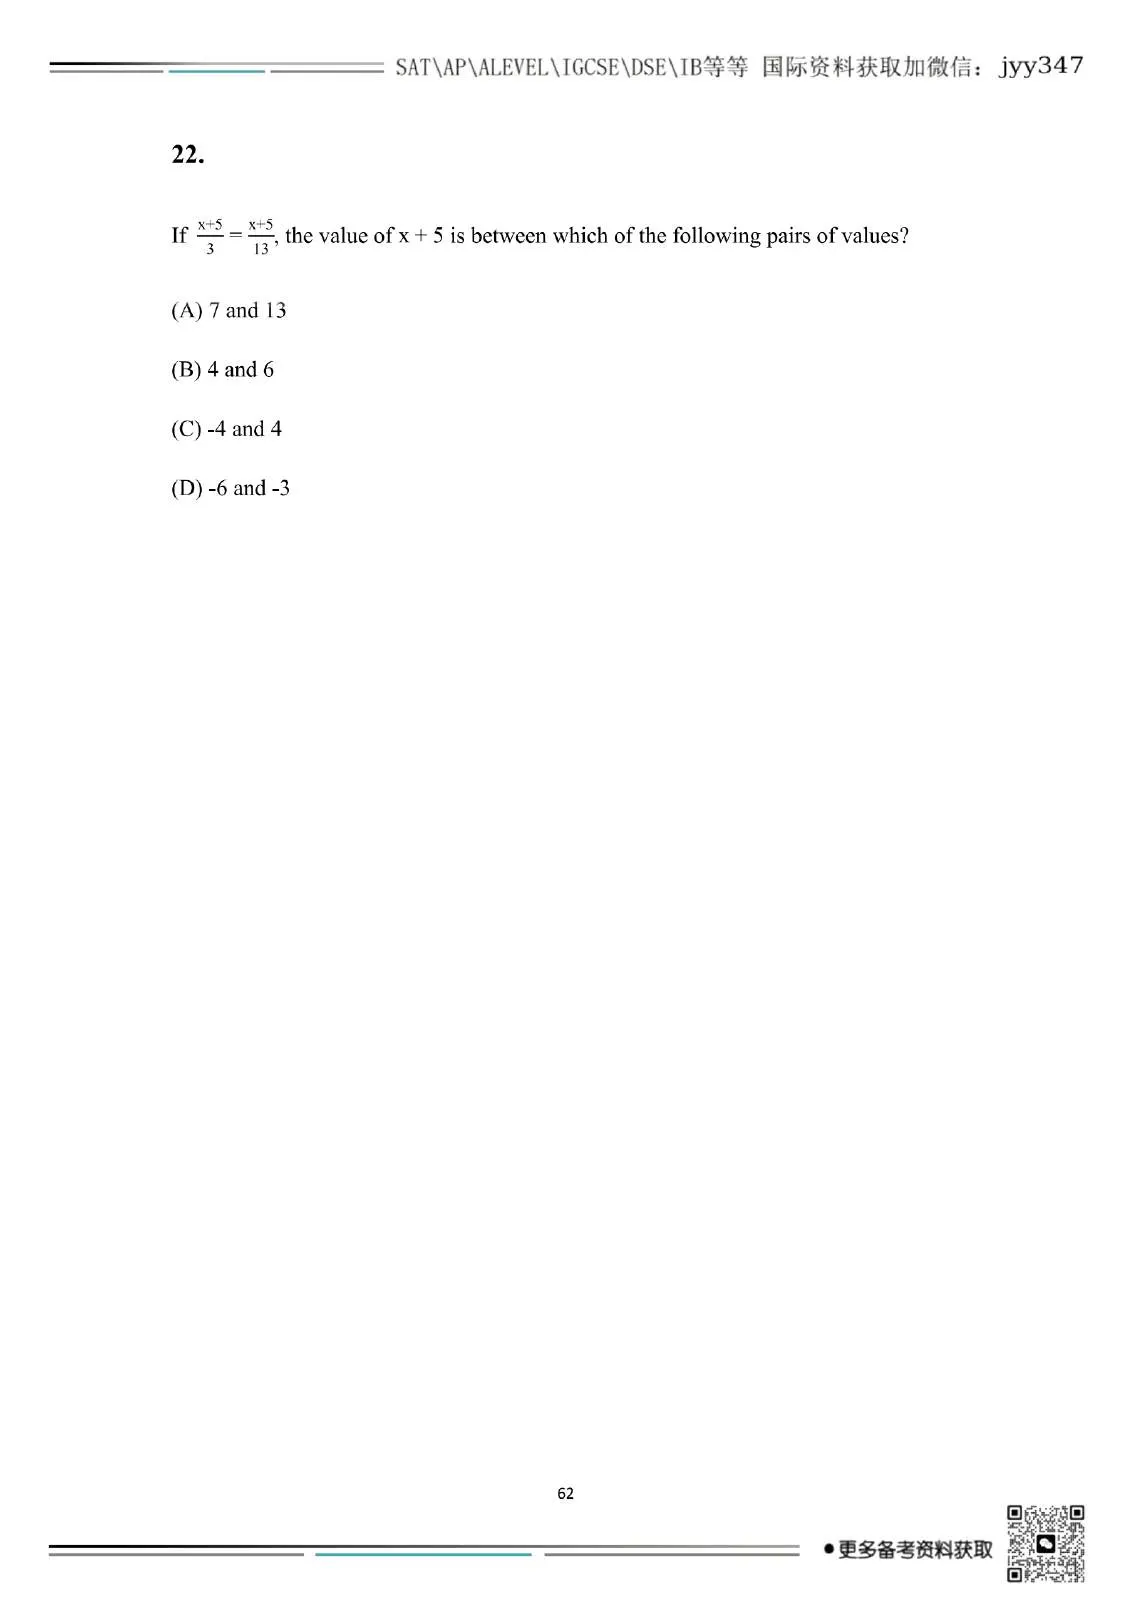 SAT\AP\ALEVEL\IGCSE\DSE\IB等等 国际资料获取加微信：jyy347
22.
If x+5/3 = x+5/13, the value of x + 5 is between which of the following pairs of values?
(A) 7 and 13
(B) 4 and 6
(C) -4 and 4
(D) -6 and -3
62
●更多备考资料获取